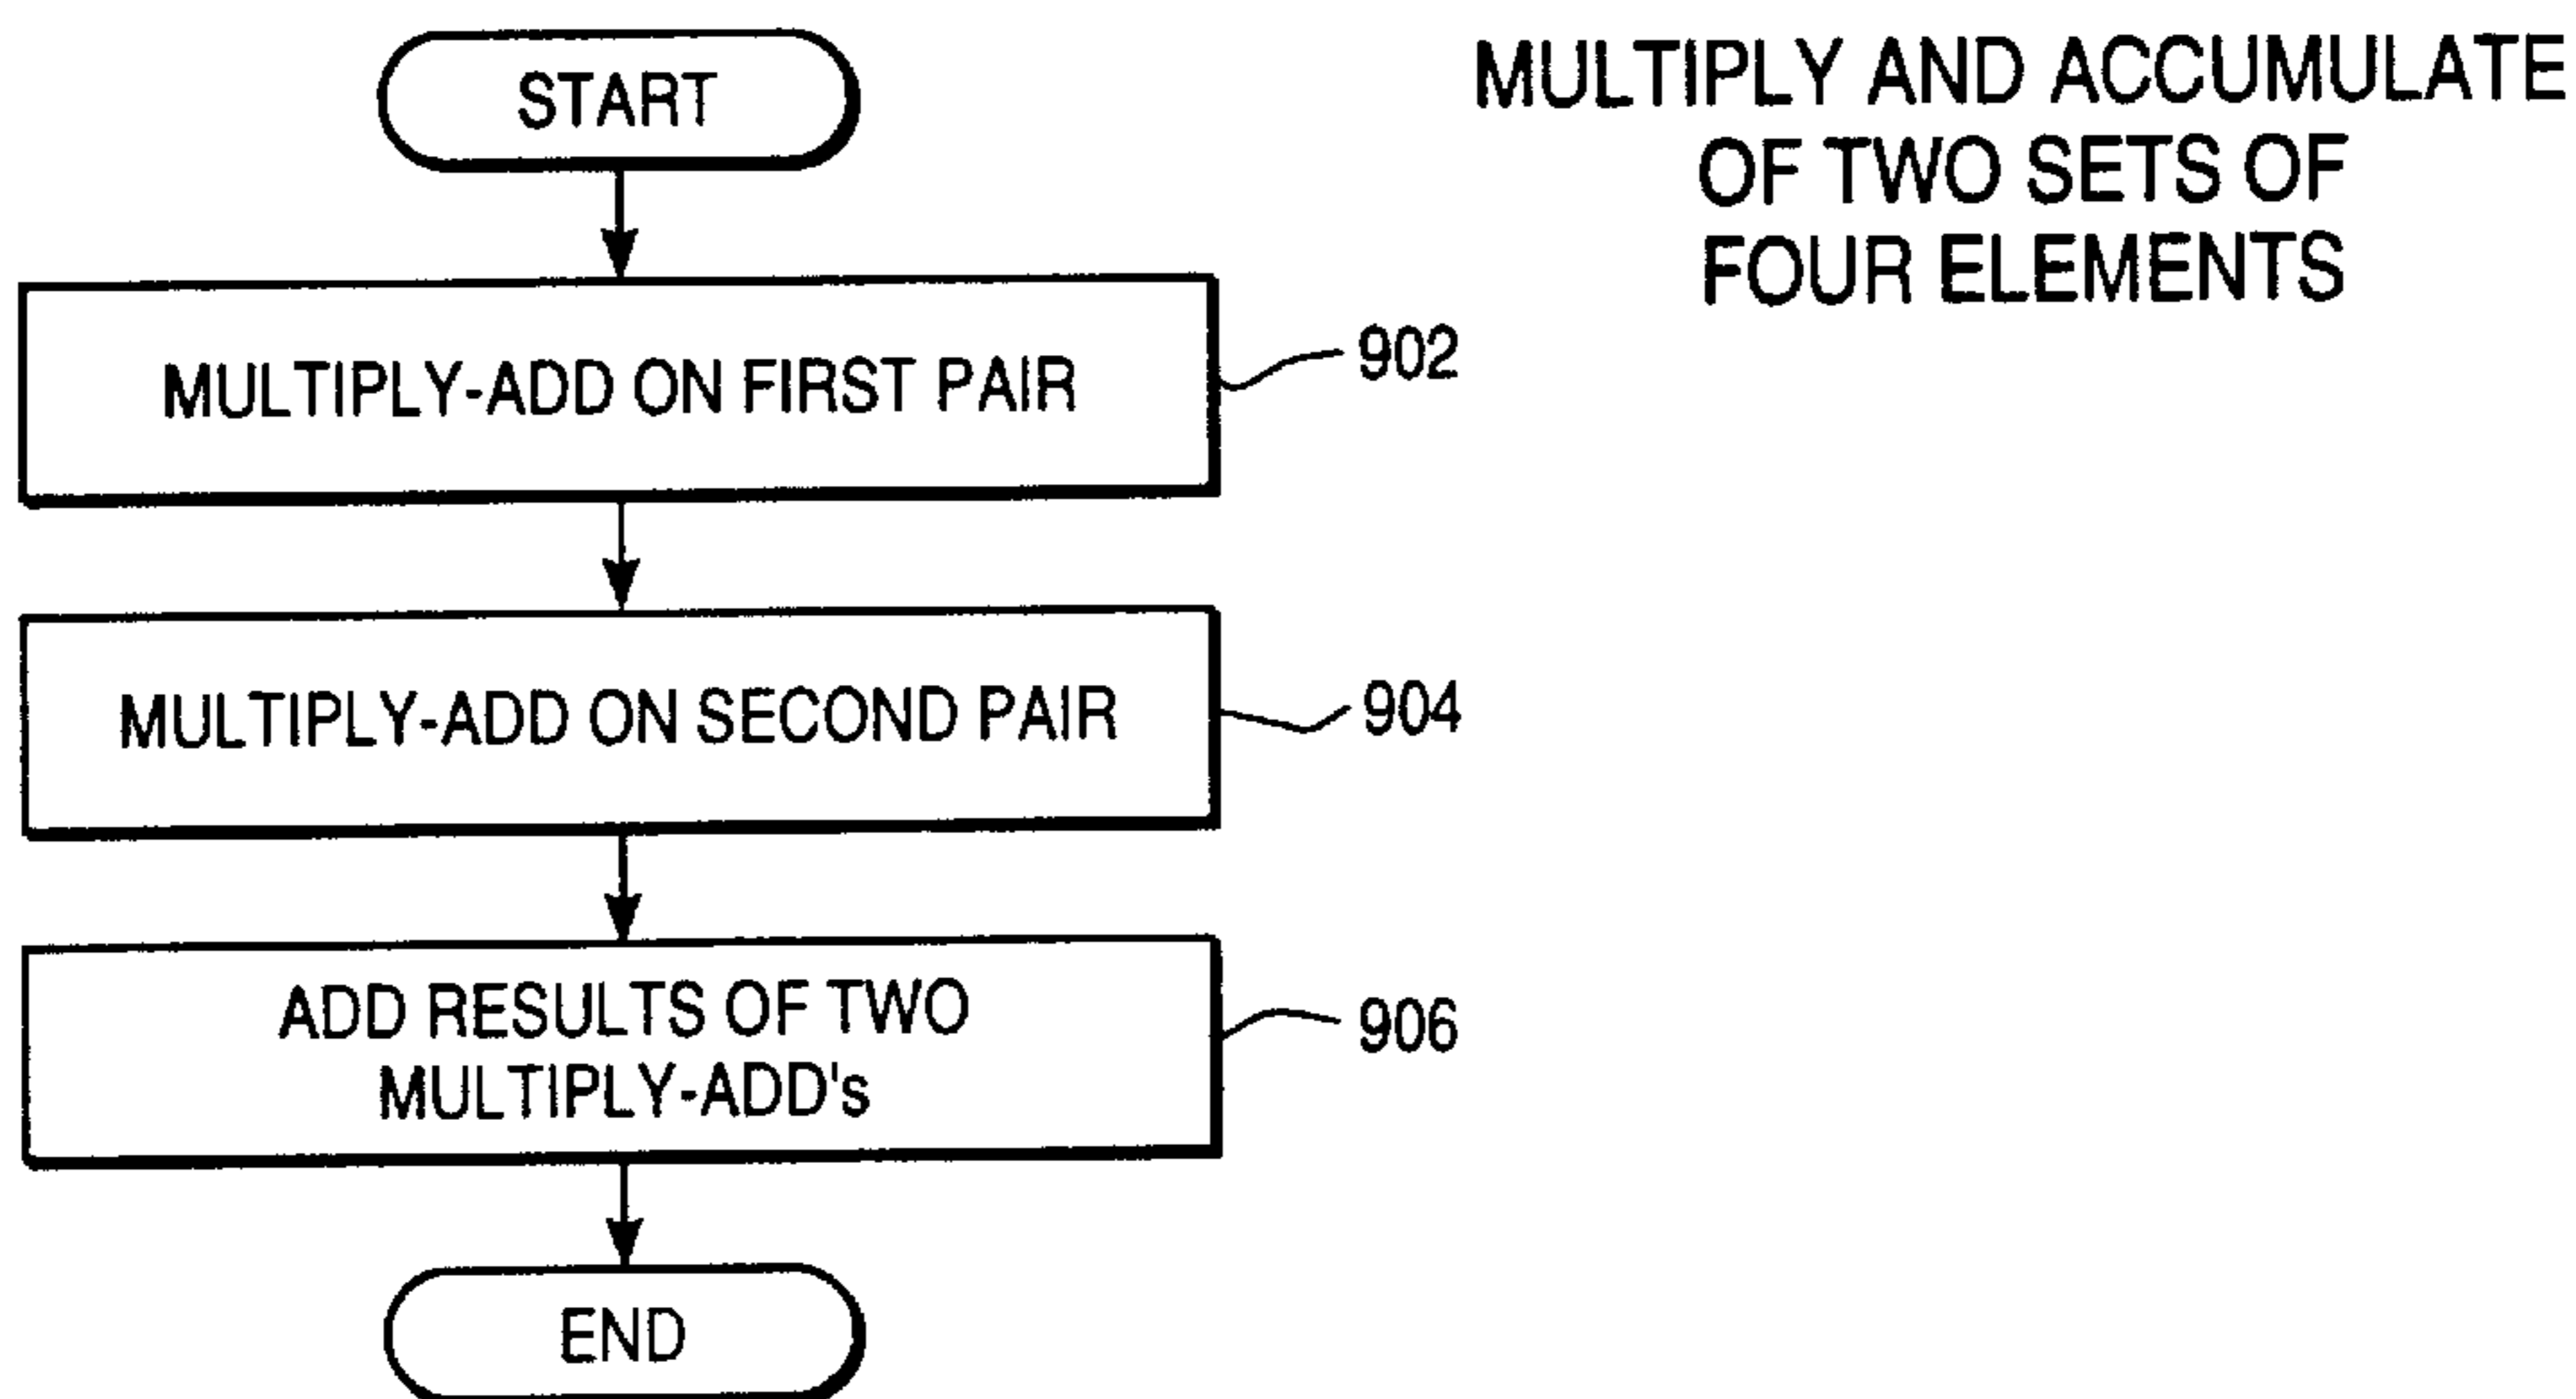 START
MULTIPLY AND ACCUMULATE
OF TWO SETS OF
FOUR ELEMENTS
MULTIPLY-ADD ON FIRST PAIR
902
MULTIPLY-ADD ON SECOND PAIR
904
ADD RESULTS OF TWO
MULTIPLY-ADD's
906
END